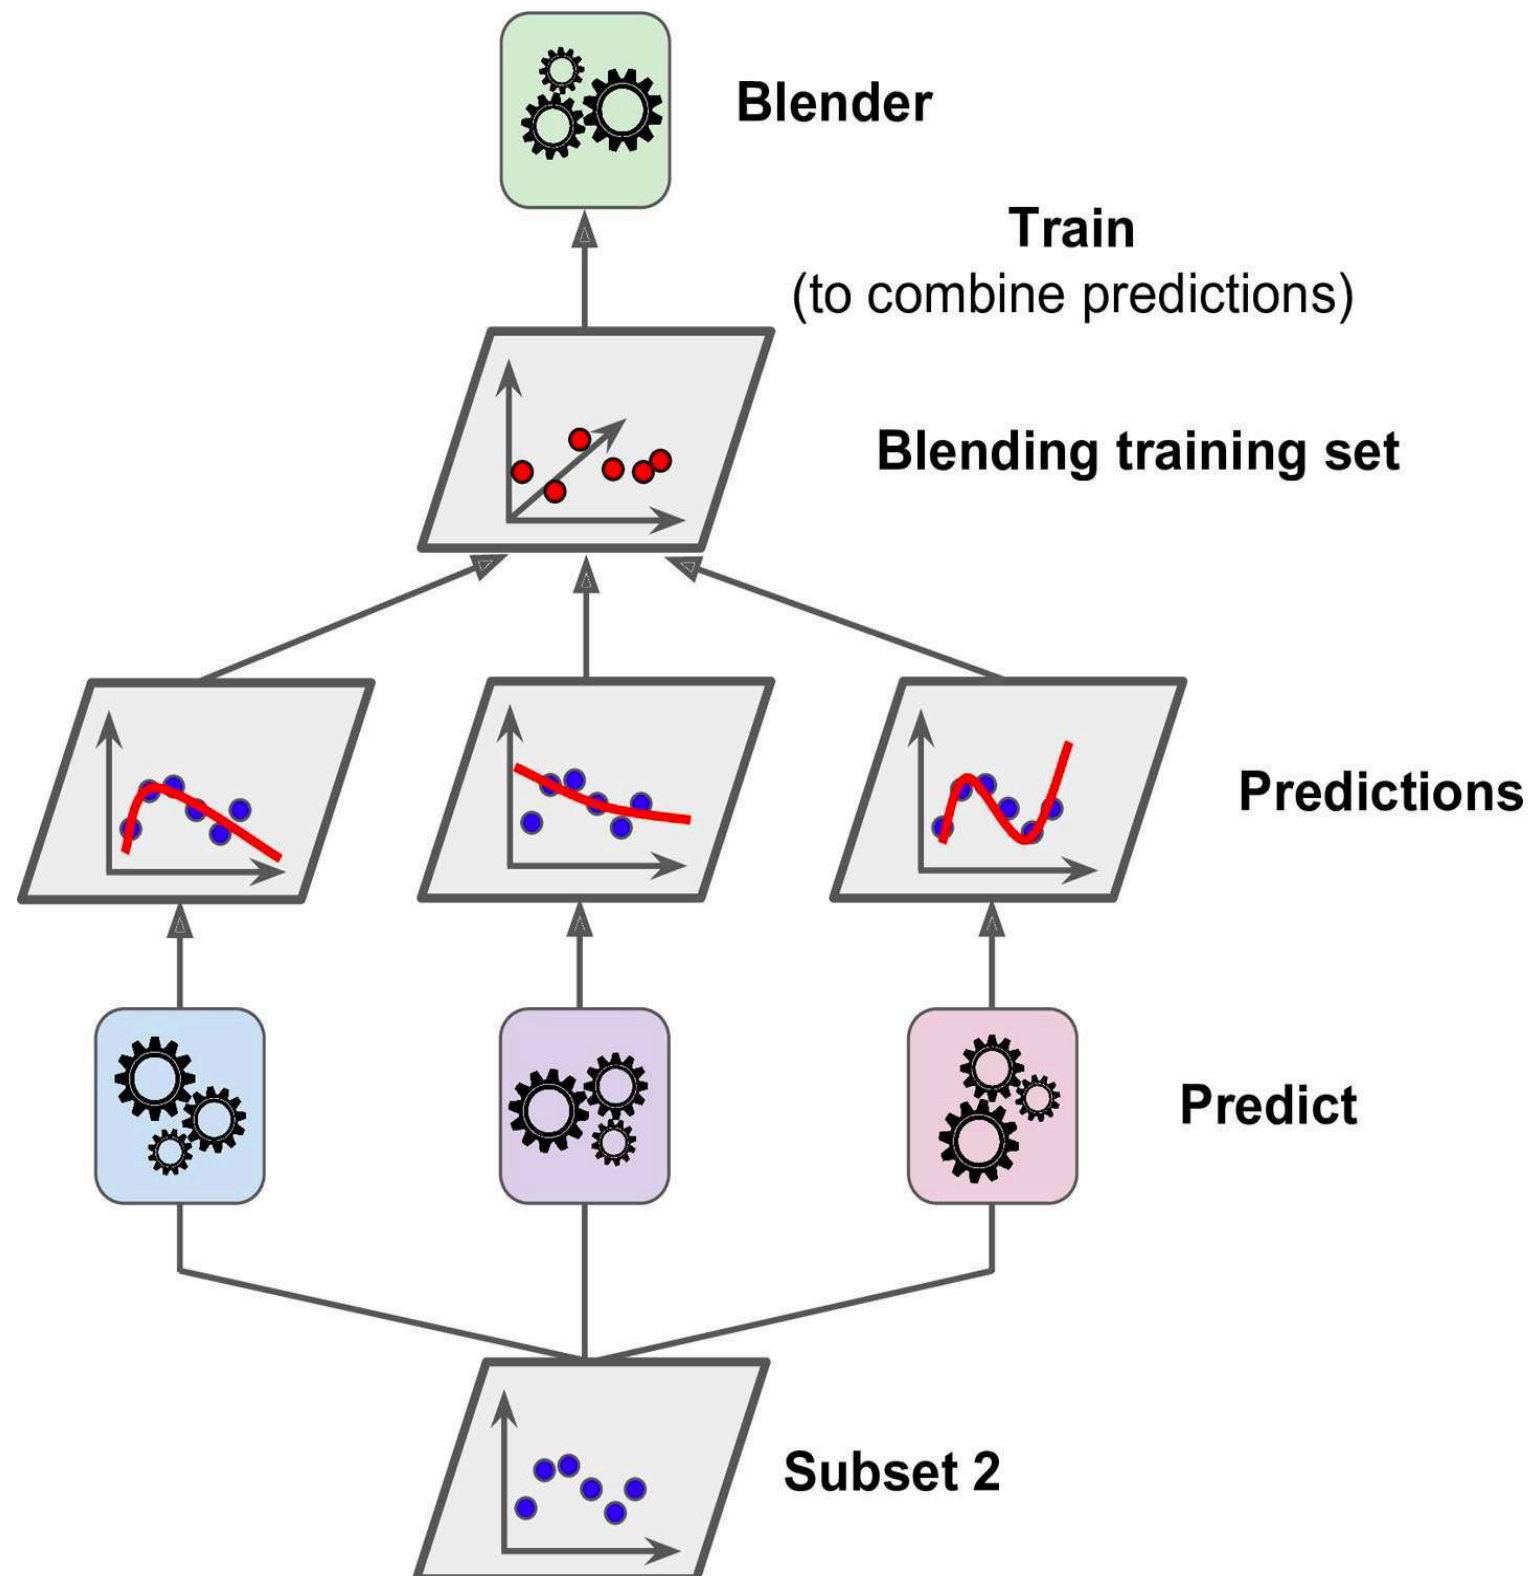 Blender
Train
(to combine predictions)
Blending training set
Predictions
Predict
Subset 2